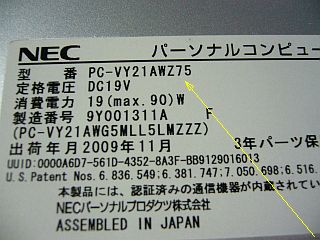 NEC パーソナルコンピュー
型 番 PC-VY21AWZ75
定格電圧 DC19V
消費電力 19(max.90)W
製造番号 9Y001311A F
(PC-VY21AWG5MLL5LMZZZ)
出荷年月 2009年11月 3年パーツ保
UUID:0000A6D7-561D-4352-8A3F-BB9129016013
U.S.Patent Nos. 6.836.549; 6.381.747; 7.050.698; 6.516.
本製品には、認証済みの通信機器が内蔵されてい
NECパーソナルプロダクツ株式会社
ASSEMBLED IN JAPAN